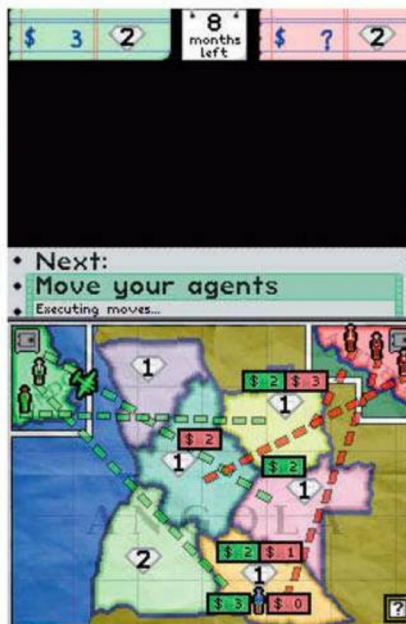 $ 3 2
8
months
left
$ ? 2
• Next:
• Move your agents
• Executing moves...
1
$ 2 $ 3
1
$ 2
1
$ 2
1
ANGOLA
2
$ 2 $ 1
1
$ 3 $ 0
?